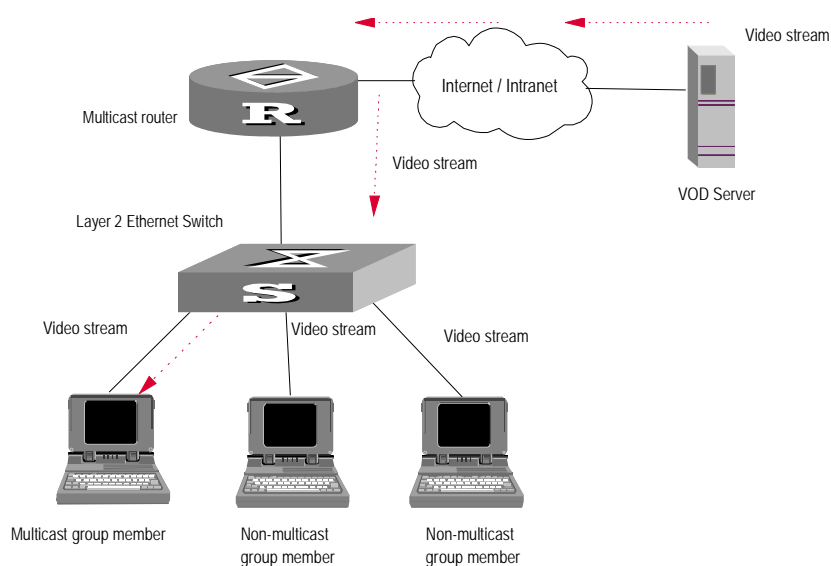 Video stream
Internet / Intranet
R
Multicast router
Video stream
VOD Server
Layer 2 Ethernet Switch
S
Video stream
Video stream
Video stream
Multicast group member
Non-multicast
group member
Non-multicast
group member